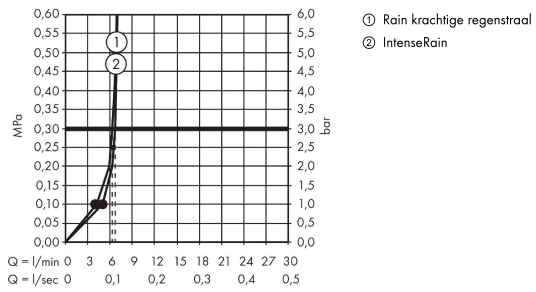 0,60 6,0
0,55 5,5
0,50 5,0
0,45 4,5
0,40 4,0
0,35 3,5
0,30 3,0
0,25 2,5
0,20 2,0
0,15 1,5
0,10 1,0
0,05 0,5
0,00 0,0
MPa
bar
①
②
Q = l/min 0 3 6 9 12 15 18 21 24 27 30
Q = l/sec 0 0,1 0,2 0,3 0,4 0,5
① Rain krachtige regenstraal
② IntenseRain